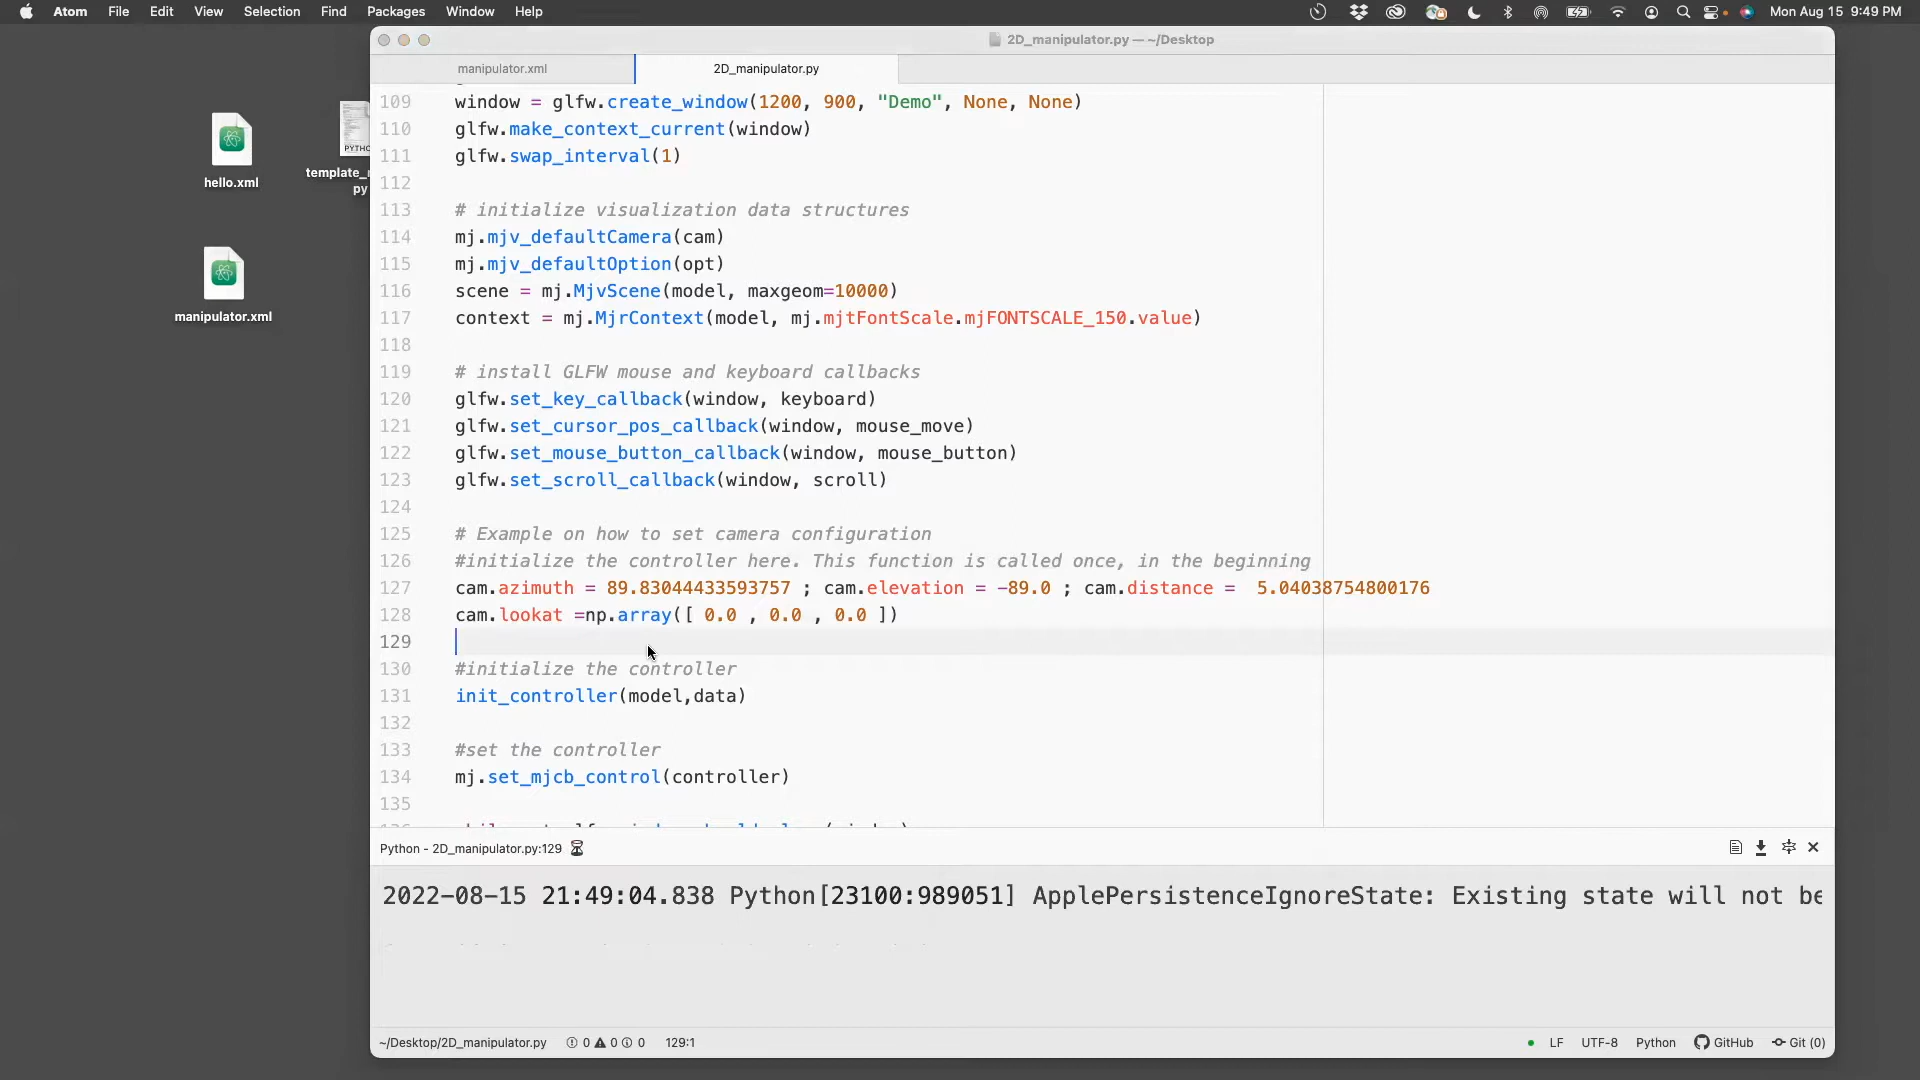 Atom File Edit View Selection Find Packages Window Help Mon Aug 15 9:49 PM
2D_manipulator.py — ~/Desktop
manipulator.xml 2D_manipulator.py
hello.xml
PYTHO
template_
py
manipulator.xml
109 window = glfw.create_window(1200, 900, "Demo", None, None)
110 glfw.make_context_current(window)
111 glfw.swap_interval(1)
112
113 # initialize visualization data structures
114 mj.mjv_defaultCamera(cam)
115 mj.mjv_defaultOption(opt)
116 scene = mj.MjvScene(model, maxgeom=10000)
117 context = mj.MjrContext(model, mj.mjtFontScale.mjFONTSCALE_150.value)
118
119 # install GLFW mouse and keyboard callbacks
120 glfw.set_key_callback(window, keyboard)
121 glfw.set_cursor_pos_callback(window, mouse_move)
122 glfw.set_mouse_button_callback(window, mouse_button)
123 glfw.set_scroll_callback(window, scroll)
124
125 # Example on how to set camera configuration
126 #initialize the controller here. This function is called once, in the beginning
127 cam.azimuth = 89.83044433593757 ; cam.elevation = -89.0 ; cam.distance = 5.04038754800176
128 cam.lookat =np.array([ 0.0 , 0.0 , 0.0 ])
129
130 #initialize the controller
131 init_controller(model,data)
132
133 #set the controller
134 mj.set_mjcb_control(controller)
135
Python - 2D_manipulator.py:129
2022-08-15 21:49:04.838 Python[23100:989051] ApplePersistenceIgnoreState: Existing state will not be
~/Desktop/2D_manipulator.py 0 0 0 129:1 LF UTF-8 Python GitHub Git (0)